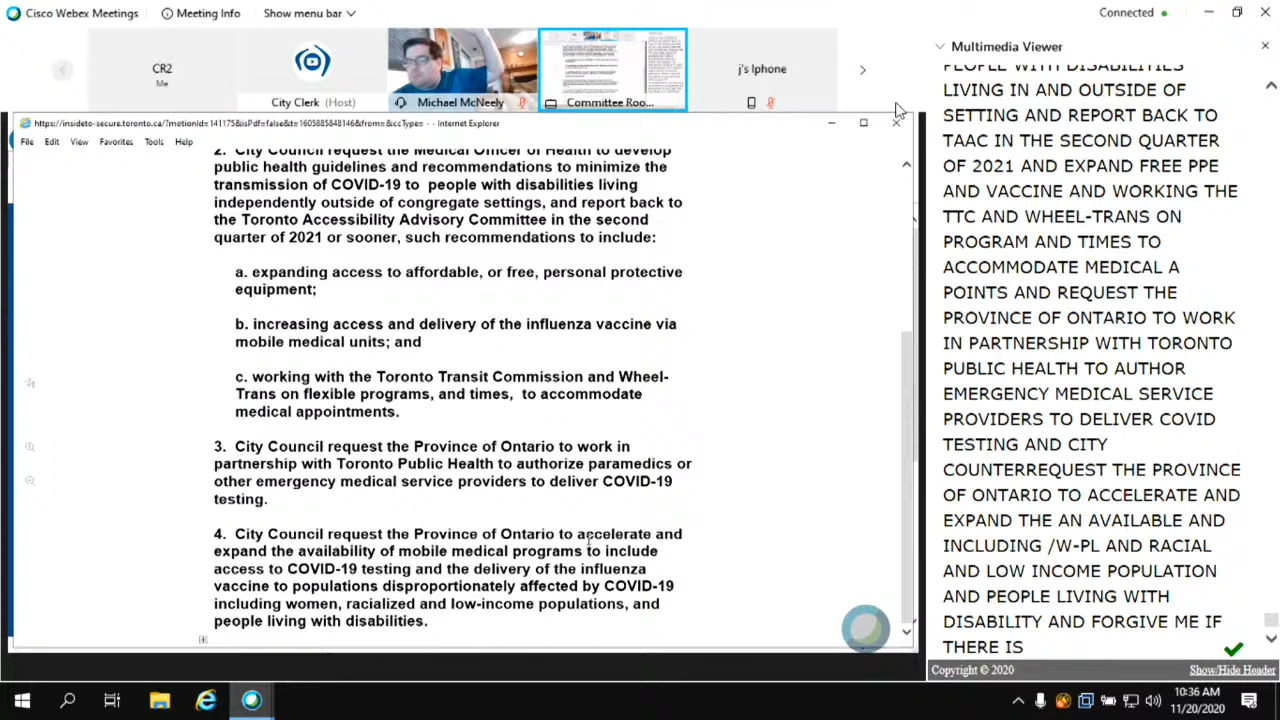 Cisco Webex Meetings
Meeting Info
Show menu bar
Connected
CR2
Me
City Clerk (Host)
Michael McNeely
Committee Roo...
j's Iphone
https://insideto-secure.toronto.ca/?motionId=141175&isPdf=false&t=1605885848146&from=&ccType= - - Internet Explorer
File Edit View Favorites Tools Help
2. City Council request the Medical Officer of Health to develop
public health guidelines and recommendations to minimize the
transmission of COVID-19 to people with disabilities living
independently outside of congregate settings, and report back to
the Toronto Accessibility Advisory Committee in the second
quarter of 2021 or sooner, such recommendations to include:
a. expanding access to affordable, or free, personal protective
equipment;
b. increasing access and delivery of the influenza vaccine via
mobile medical units; and
c. working with the Toronto Transit Commission and Wheel-
Trans on flexible programs, and times, to accommodate
medical appointments.
3. City Council request the Province of Ontario to work in
partnership with Toronto Public Health to authorize paramedics or
other emergency medical service providers to deliver COVID-19
testing.
4. City Council request the Province of Ontario to accelerate and
expand the availability of mobile medical programs to include
access to COVID-19 testing and the delivery of the influenza
vaccine to populations disproportionately affected by COVID-19
including women, racialized and low-income populations, and
people living with disabilities.
Multimedia Viewer
PEOPLE WITH DISABILITIES
LIVING IN AND OUTSIDE OF
SETTING AND REPORT BACK TO
TAAC IN THE SECOND QUARTER
OF 2021 AND EXPAND FREE PPE
AND VACCINE AND WORKING THE
TTC AND WHEEL-TRANS ON
PROGRAM AND TIMES TO
ACCOMMODATE MEDICAL A
POINTS AND REQUEST THE
PROVINCE OF ONTARIO TO WORK
IN PARTNERSHIP WITH TORONTO
PUBLIC HEALTH TO AUTHOR
EMERGENCY MEDICAL SERVICE
PROVIDERS TO DELIVER COVID
TESTING AND CITY
COUNTERREQUEST THE PROVINCE
OF ONTARIO TO ACCELERATE AND
EXPAND THE AN AVAILABLE AND
INCLUDING /W-PL AND RACIAL
AND LOW INCOME POPULATION
AND PEOPLE LIVING WITH
DISABILITY AND FORGIVE ME IF
THERE IS
Copyright © 2020
Show/Hide Header
10:36 AM
11/20/2020